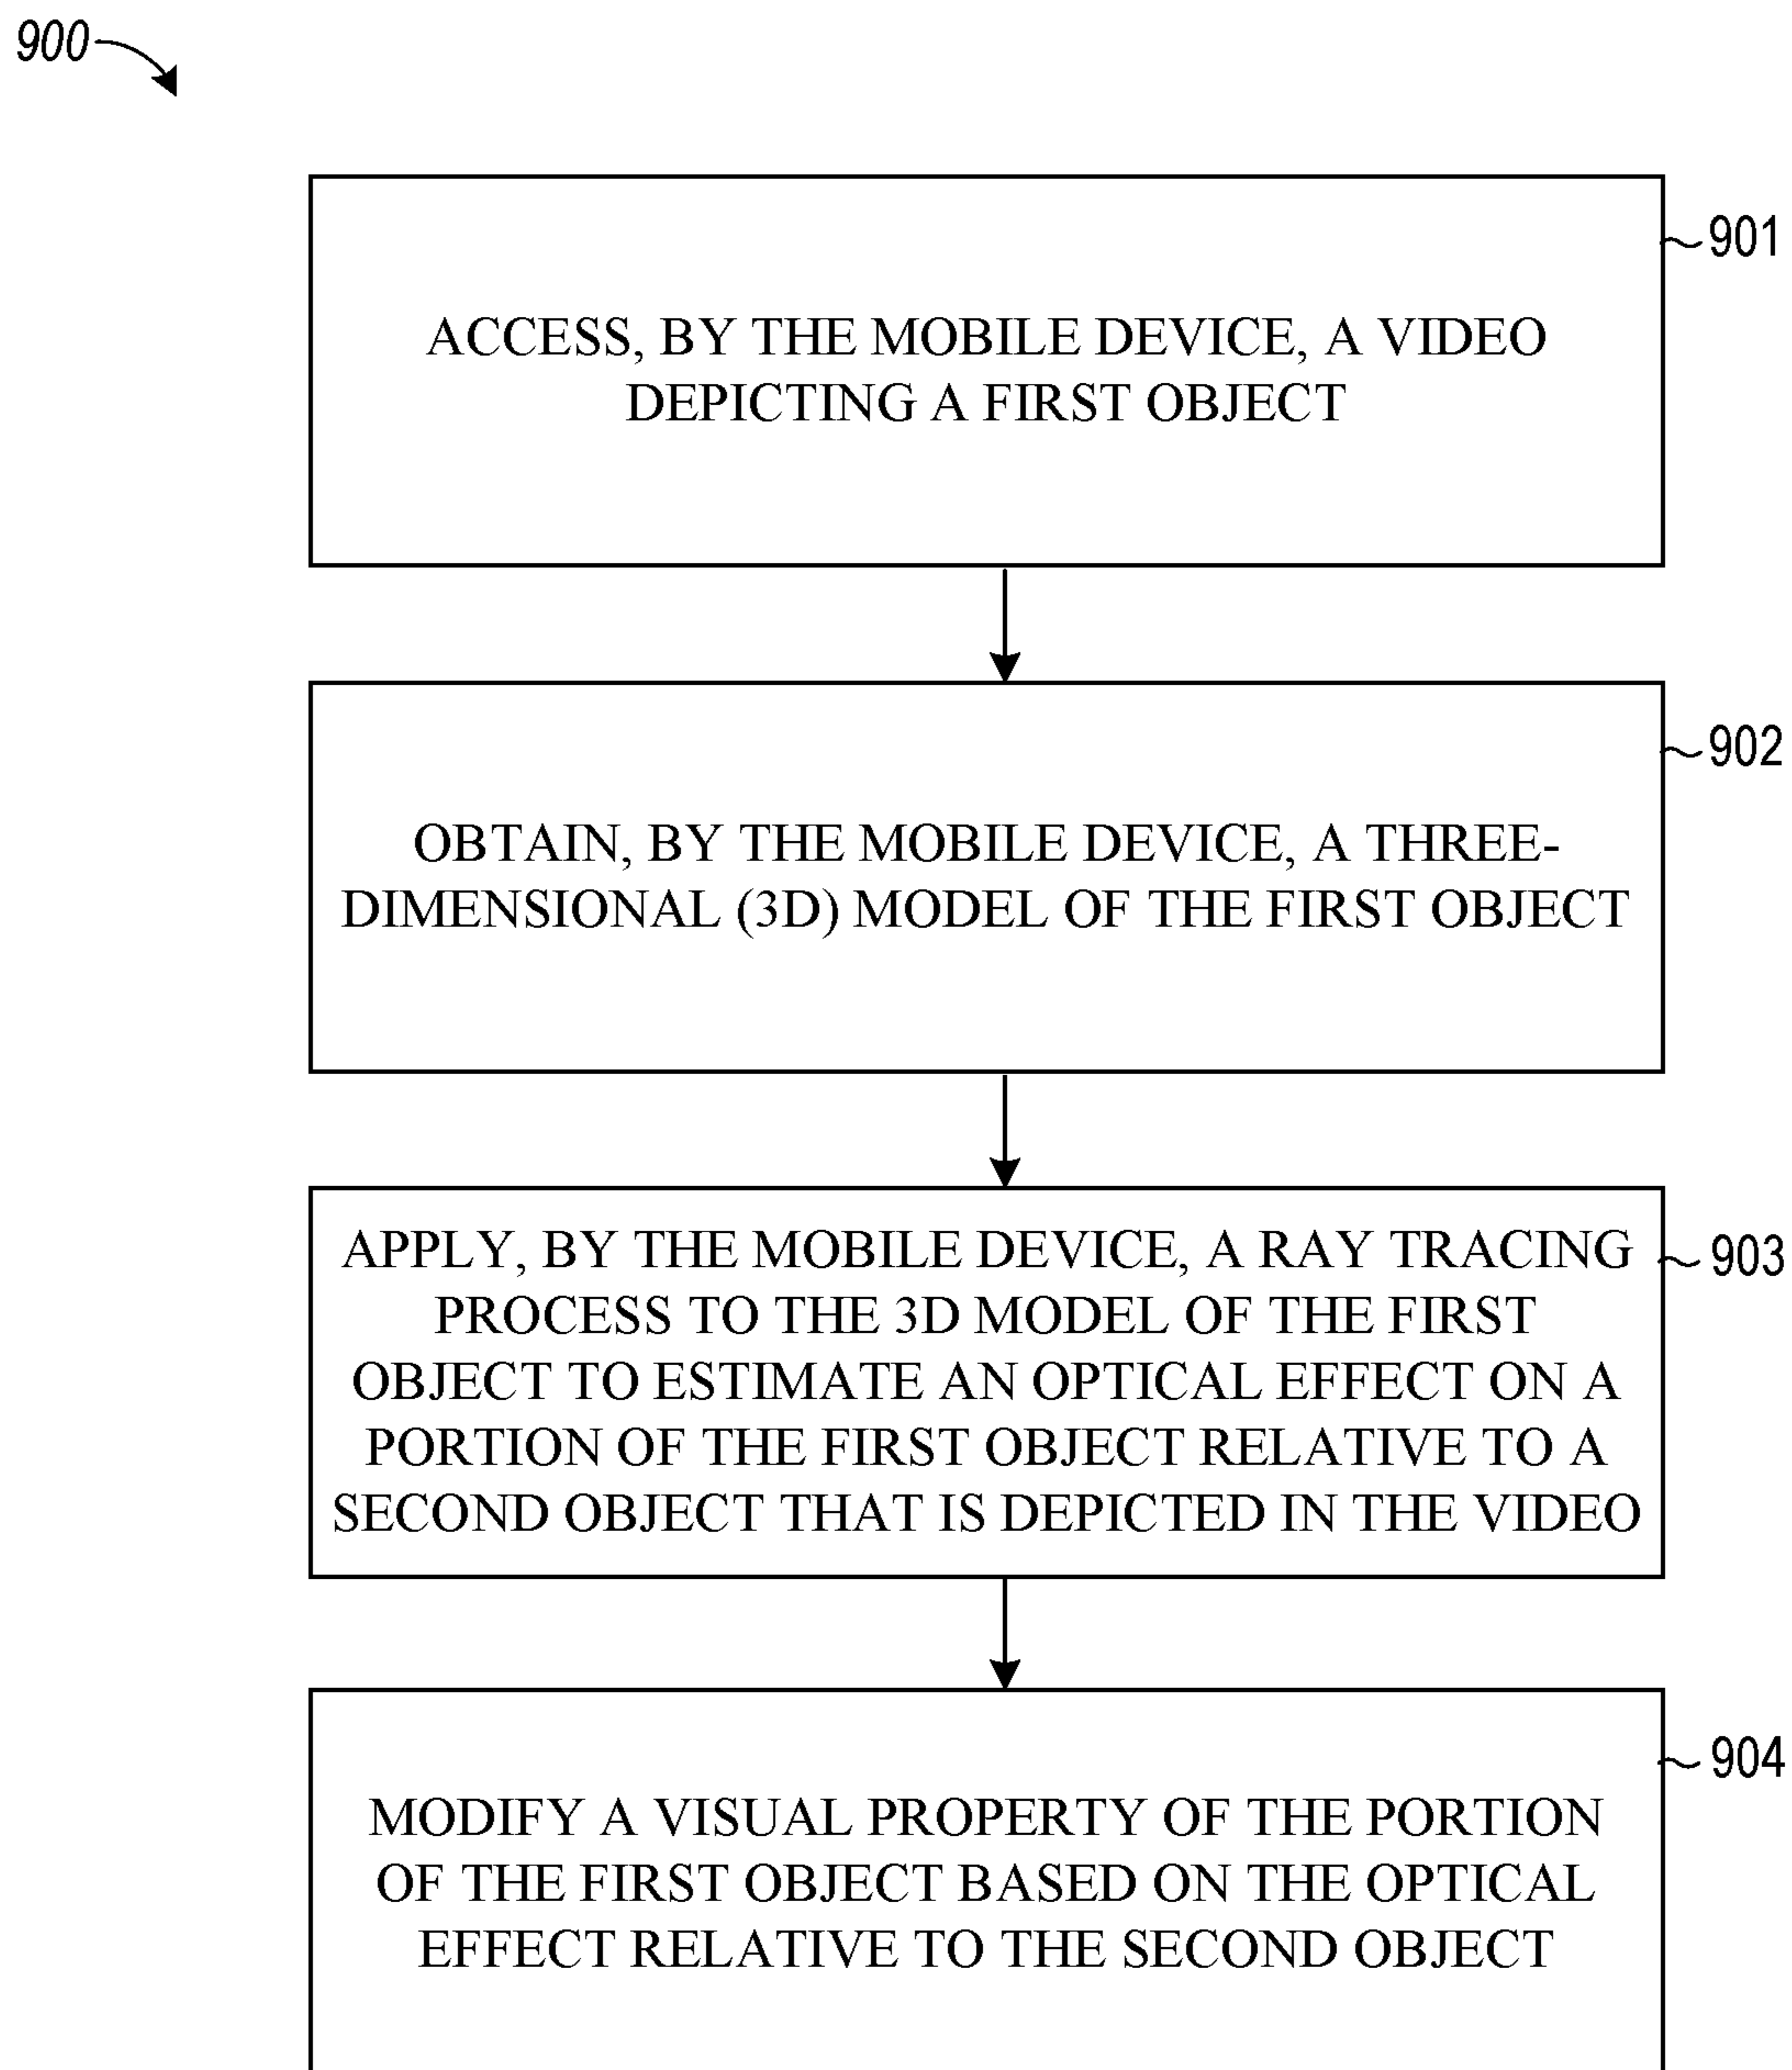 900
901
ACCESS, BY THE MOBILE DEVICE, A VIDEO
DEPICTING A FIRST OBJECT
902
OBTAIN, BY THE MOBILE DEVICE, A THREE-
DIMENSIONAL (3D) MODEL OF THE FIRST OBJECT
903
APPLY, BY THE MOBILE DEVICE, A RAY TRACING
PROCESS TO THE 3D MODEL OF THE FIRST
OBJECT TO ESTIMATE AN OPTICAL EFFECT ON A
PORTION OF THE FIRST OBJECT RELATIVE TO A
SECOND OBJECT THAT IS DEPICTED IN THE VIDEO
904
MODIFY A VISUAL PROPERTY OF THE PORTION
OF THE FIRST OBJECT BASED ON THE OPTICAL
EFFECT RELATIVE TO THE SECOND OBJECT